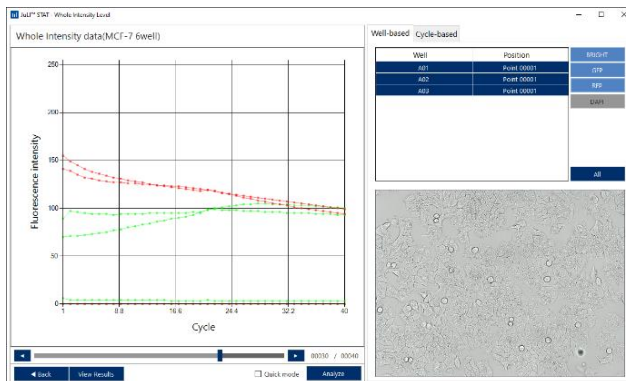 JuLI™ STAT - Whole Intensity Level
Whole Intensity data(MCF-7 6well)
Well-based Cycle-based
Well Position
A01 Point 00001
A02 Point 00001
A03 Point 00001
BRIGHT
GFP
RFP
DAPI
All
250
200
150
100
50
0
Fluorescence intensity
1 8.8 16.6 24.4 32.2 40
Cycle
00030 / 00040
Back View Results Quick mode Analyze